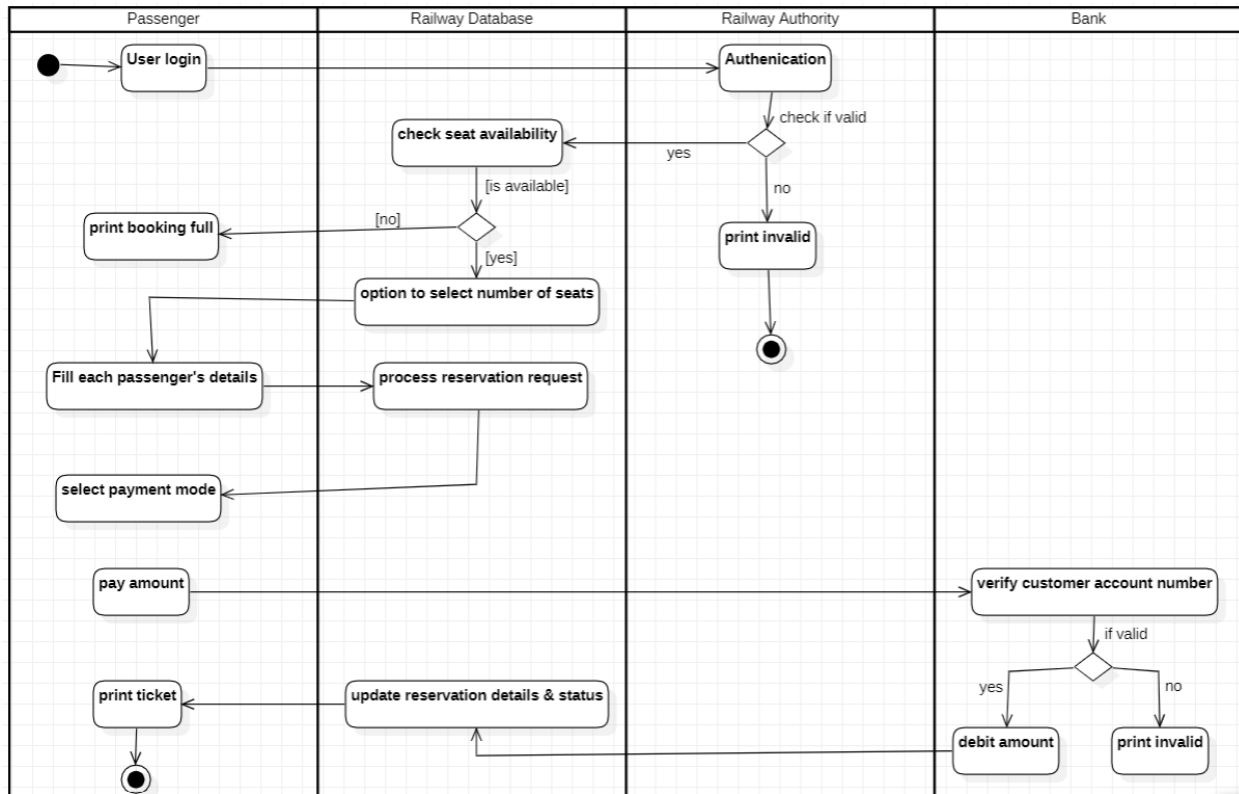 Passenger
Railway Database
Railway Authority
Bank
User login
Authenication
check if valid
check seat availability
yes
[is available]
no
print booking full
[no]
print invalid
[yes]
option to select number of seats
Fill each passenger's details
process reservation request
select payment mode
pay amount
verify customer account number
if valid
yes
no
print ticket
update reservation details & status
debit amount
print invalid